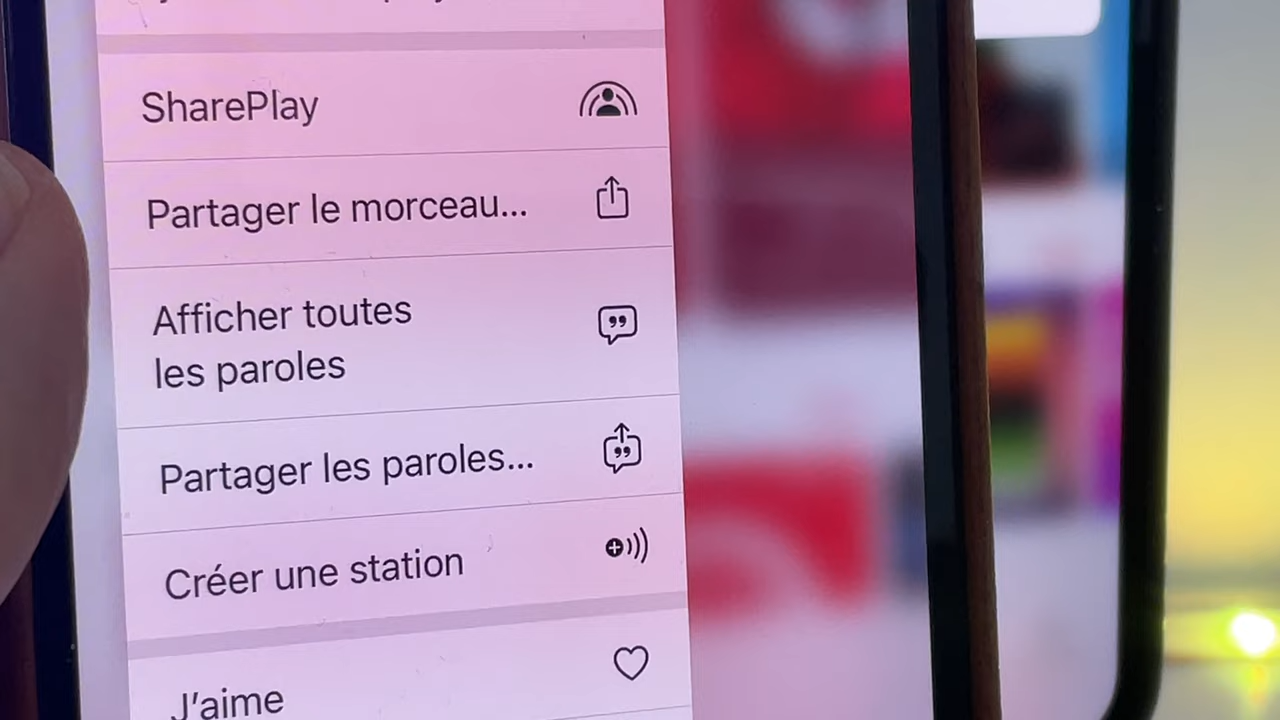 SharePlay
Partager le morceau...
Afficher toutes
les paroles
Partager les paroles...
Créer une station
J'aime